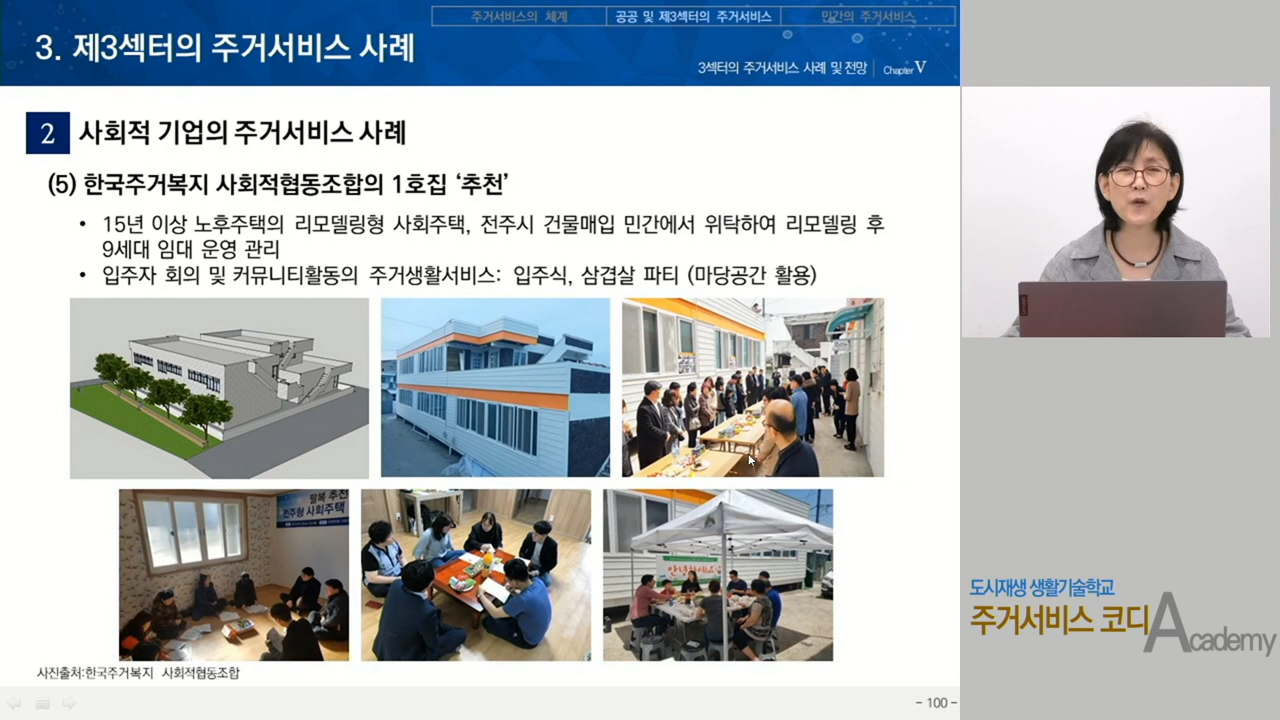 주거서비스의 체계
공공 및 제3섹터의 주거서비스
민간의 주거서비스
3. 제3섹터의 주거서비스 사례
3섹터의 주거서비스 사례 및 전망 Chapter V
2 사회적 기업의 주거서비스 사례
(5) 한국주거복지 사회적협동조합의 1호집 ‘추천’
• 15년 이상 노후주택의 리모델링형 사회주택, 전주시 건물매입 민간에서 위탁하여 리모델링 후
9세대 임대 운영 관리
• 입주자 회의 및 커뮤니티활동의 주거생활서비스: 입주식, 삼겹살 파티 (마당공간 활용)
팔복 추천
전주형 사회주택
사진출처:한국주거복지 사회적협동조합
- 100 -
도시재생 생활기술학교
주거서비스 코디 Academy